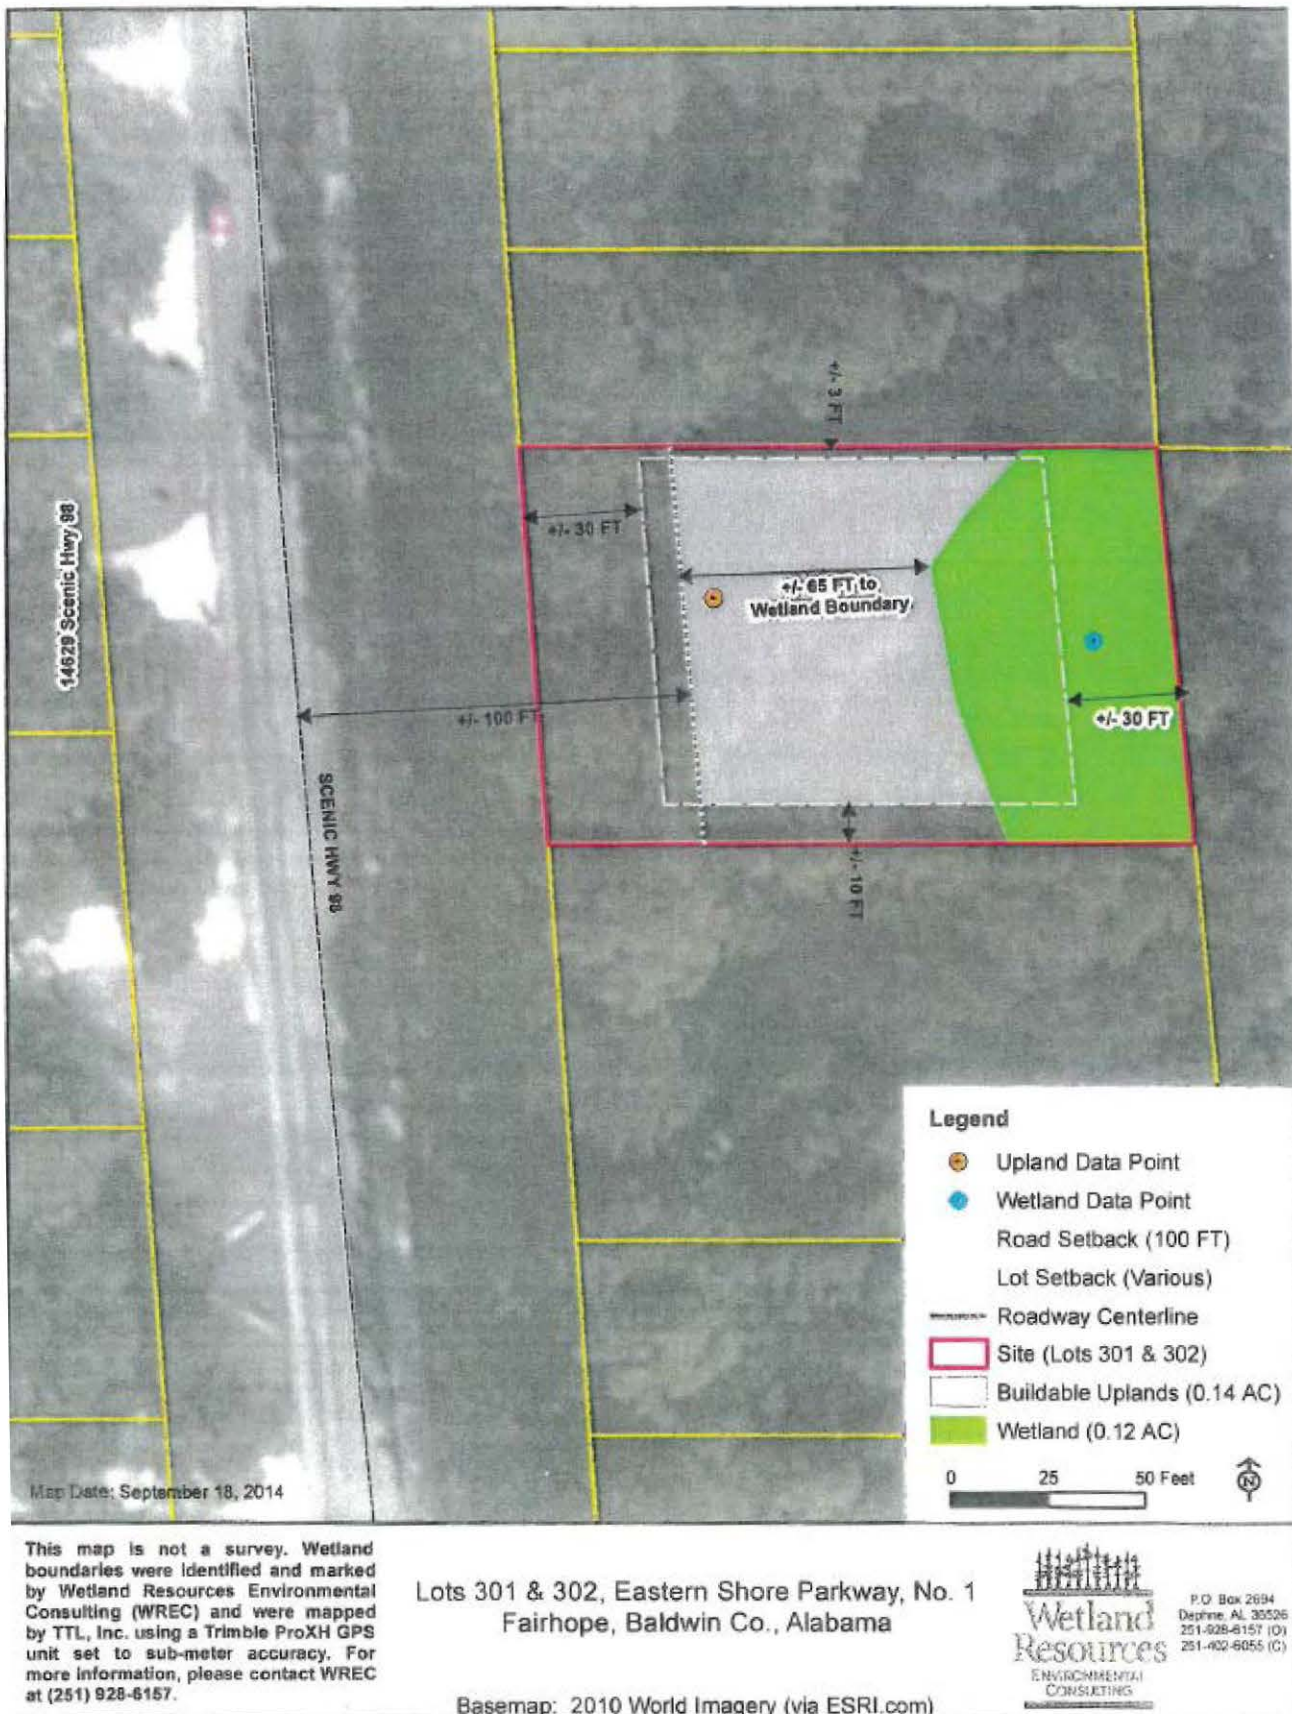 +/- 3 FT
+/- 30 FT
+/- 65 FT to
Wetland Boundary
14629 Scenic Hwy 98
+/- 100 FT
+/- 30 FT
SCENIC HWY 98
+/- 10 FT
Legend
Upland Data Point
Wetland Data Point
Road Setback (100 FT)
Lot Setback (Various)
Roadway Centerline
Site (Lots 301 & 302)
Buildable Uplands (0.14 AC)
Wetland (0.12 AC)
0 25 50 Feet
N
Map Date: September 18, 2014
This map is not a survey. Wetland
boundaries were identified and marked
by Wetland Resources Environmental
Consulting (WREC) and were mapped
by TTL, Inc. using a Trimble ProXH GPS
unit set to sub-meter accuracy. For
more information, please contact WREC
at (251) 928-6157.
Lots 301 & 302, Eastern Shore Parkway, No. 1
Fairhope, Baldwin Co., Alabama
Basemap: 2010 World Imagery (via ESRI.com)
Wetland
Resources
ENVIRONMENTAL
CONSULTING
P.O. Box 2694
Daphne, AL 36526
251-928-6157 (O)
251-402-6055 (C)